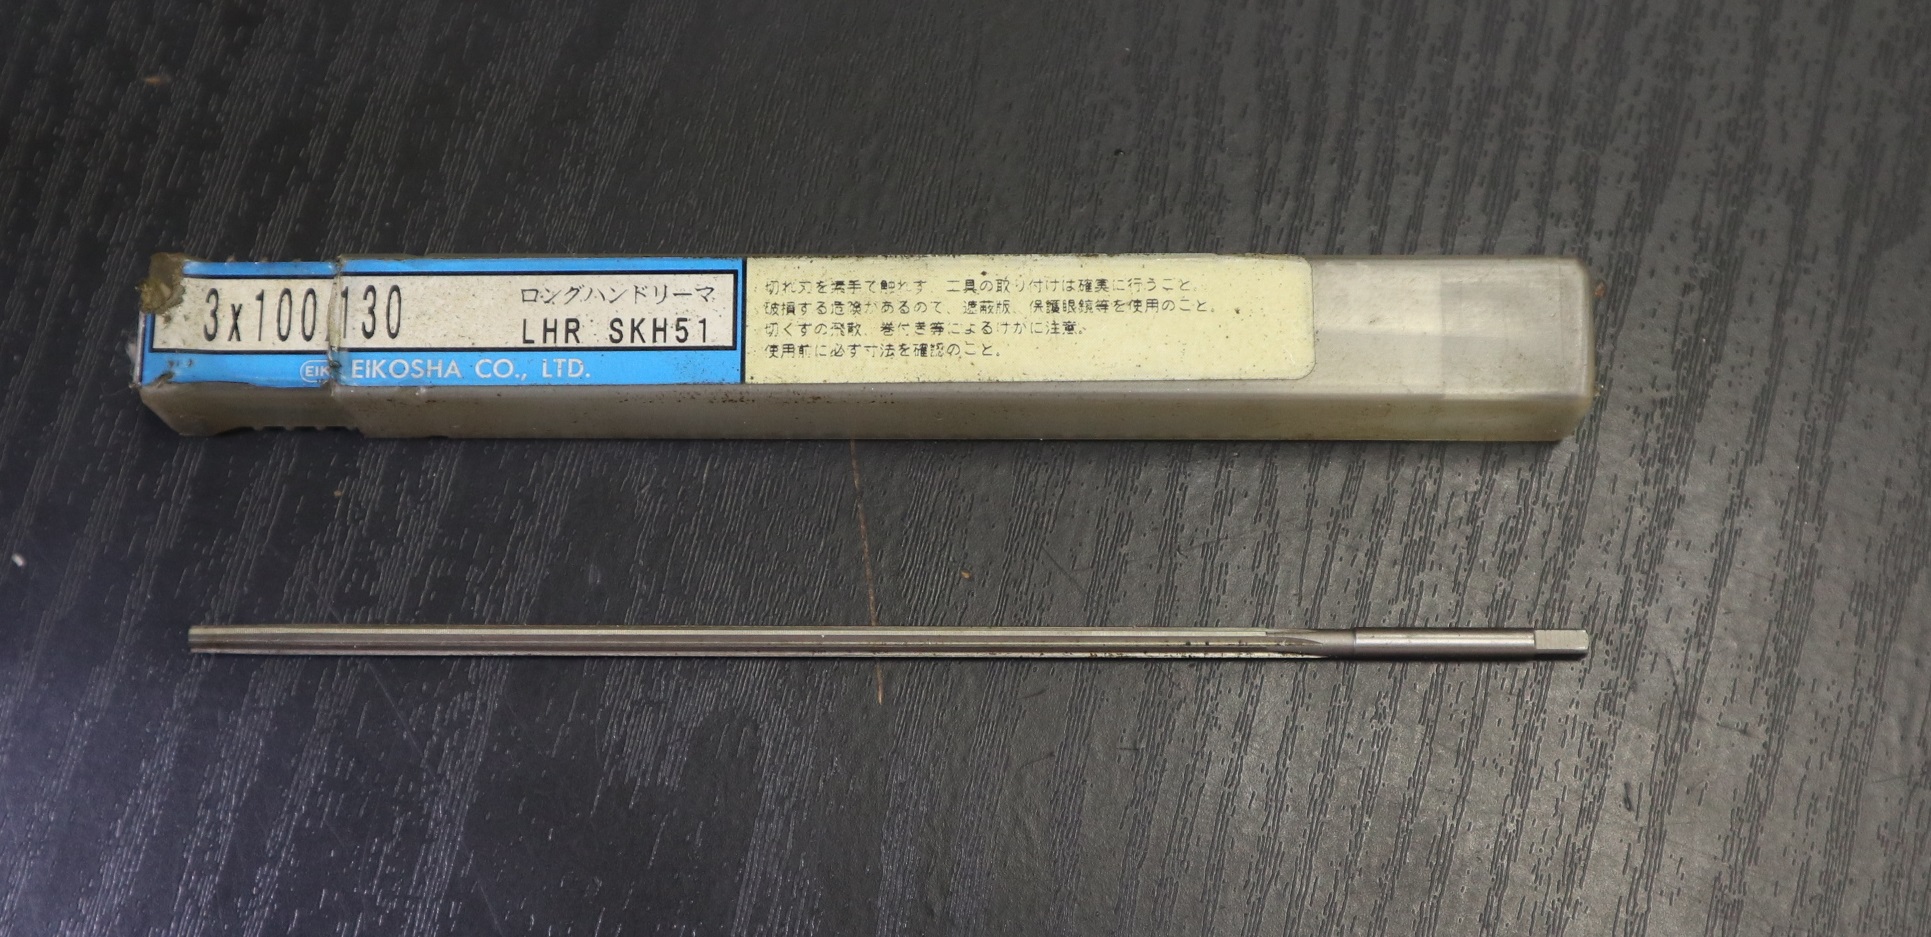 3x100 130
ロングハンドリーマ
LHR SKH51
EIK EIKOSHA CO., LTD.
切れ刃を素手で触れず、工具の取り付けは確実に行うこと。
破損する危険があるので、遮蔽版、保護眼鏡等を使用のこと。
切くずの飛散、巻付き等によるけがに注意。
使用前に必ず寸法を確認のこと。